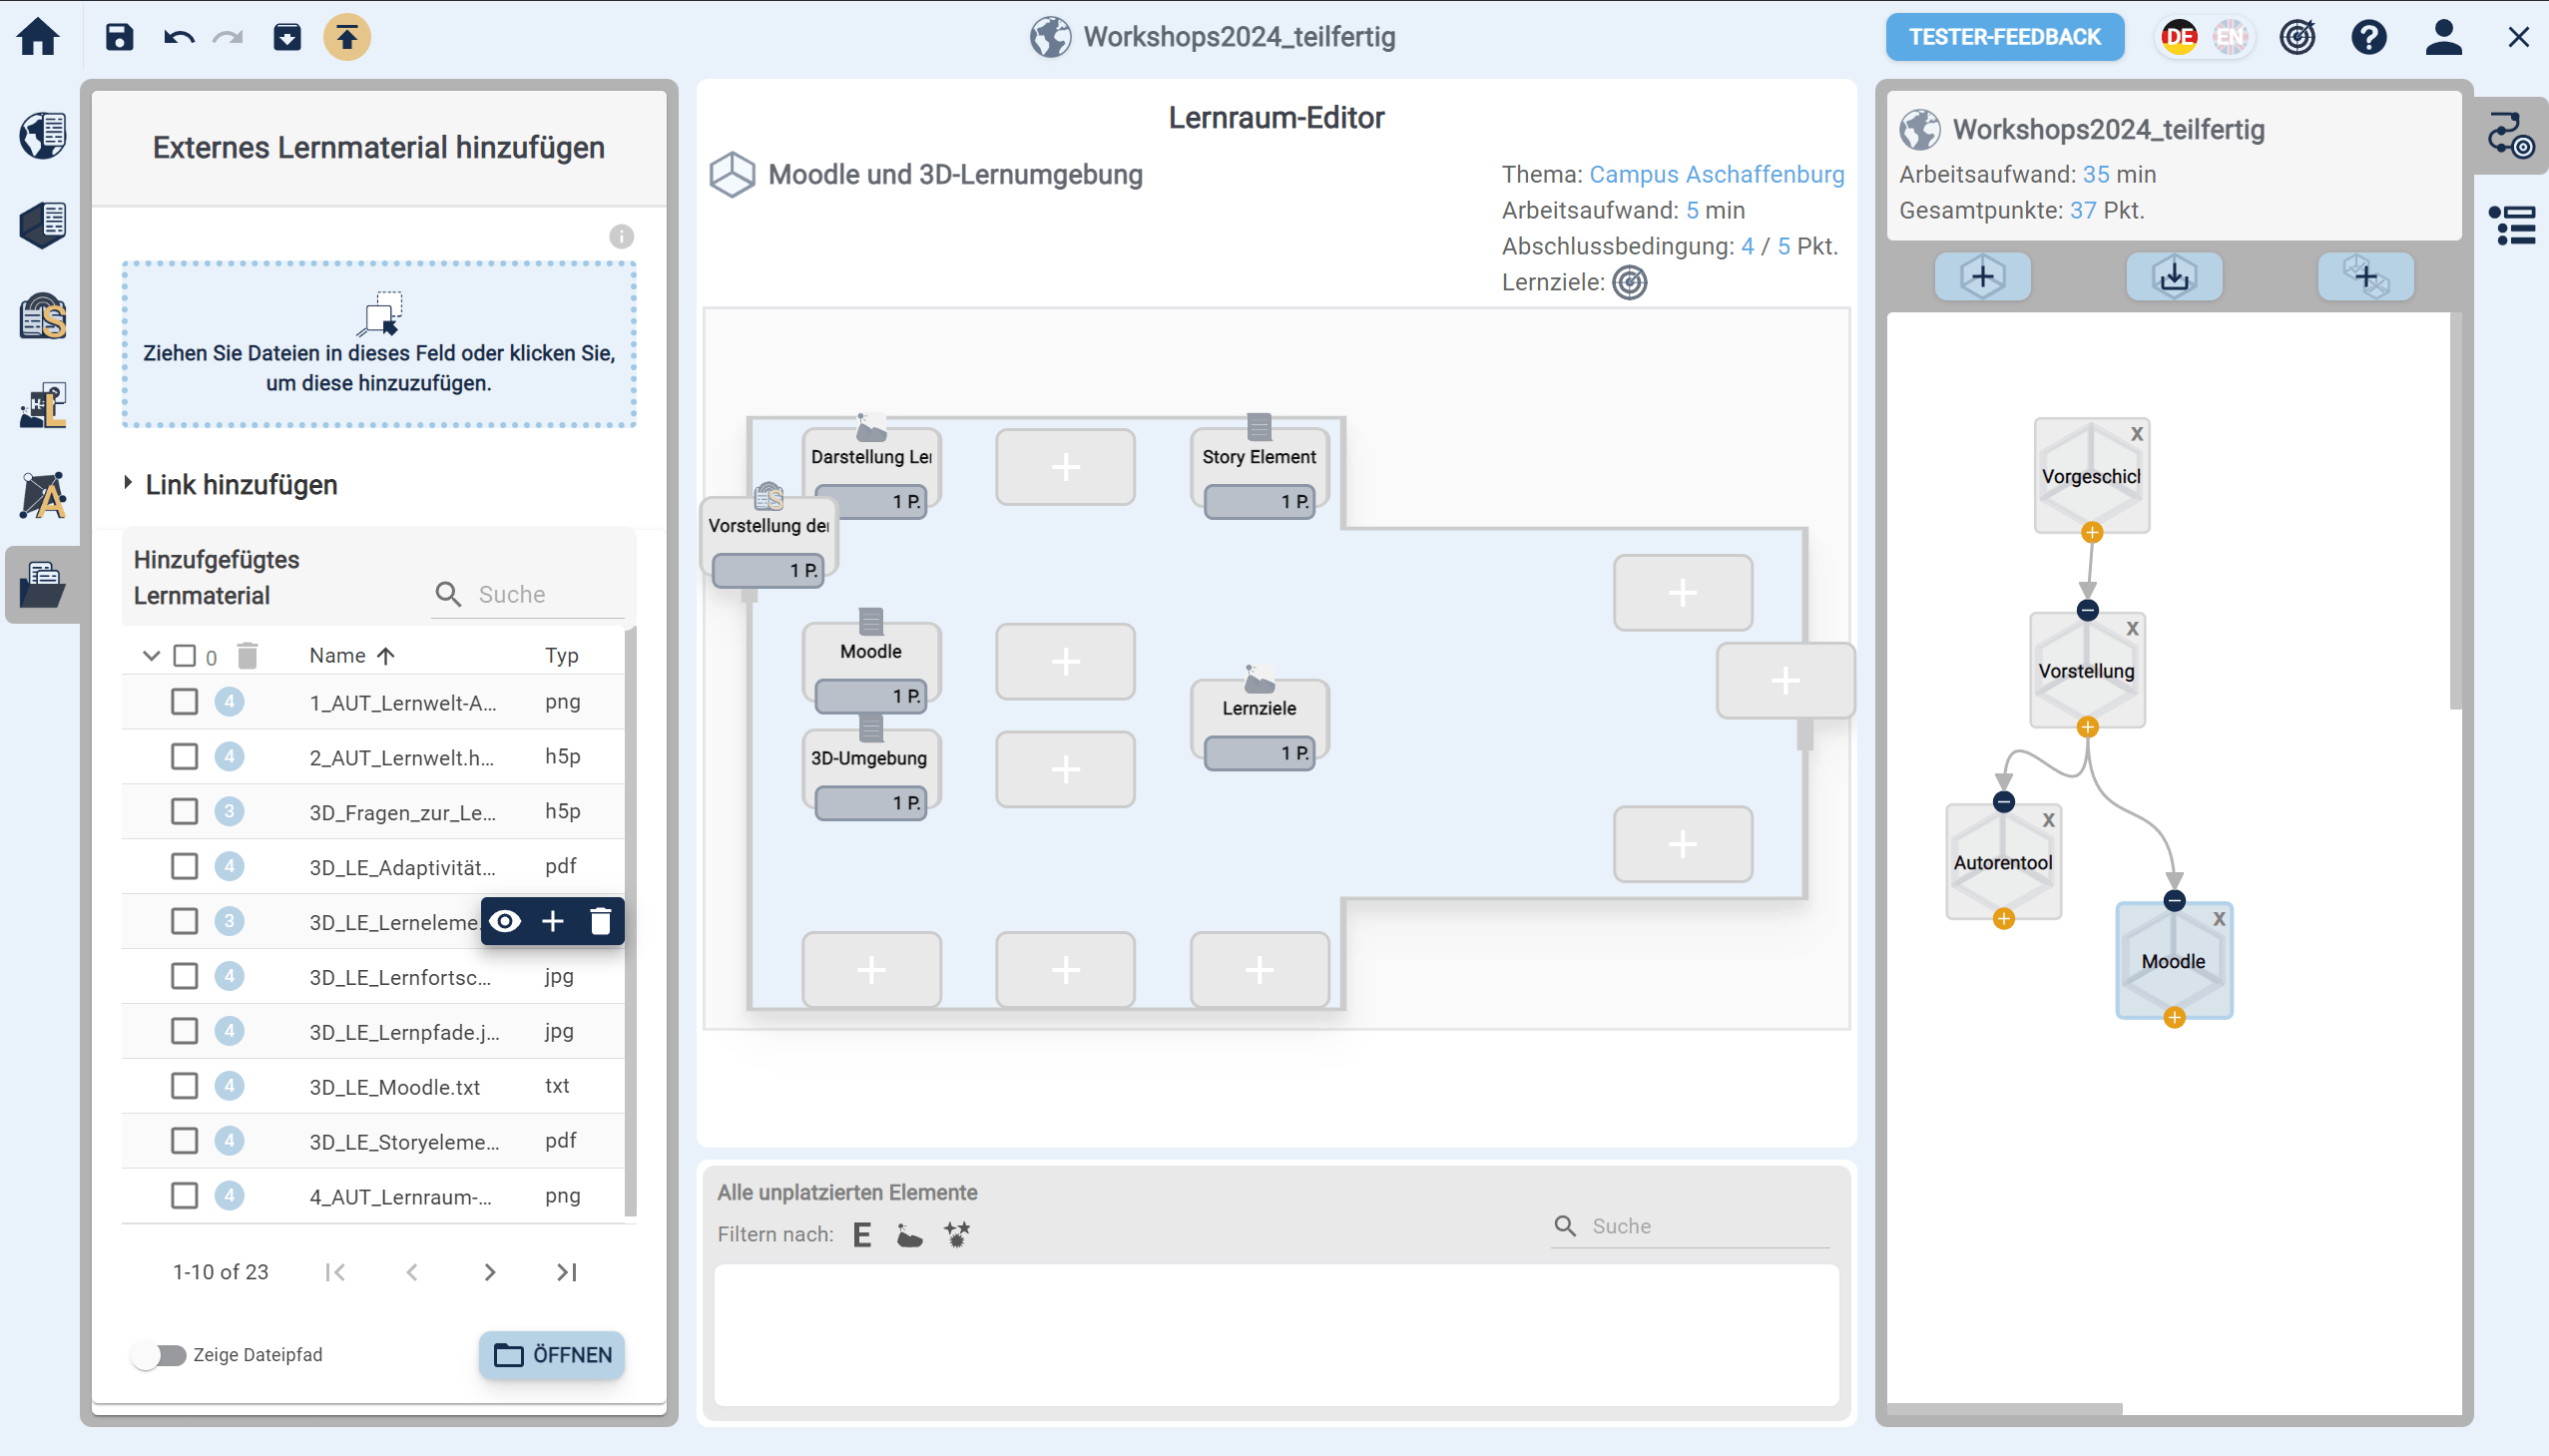 Workshops2024_teilfertig
TESTER-FEEDBACK
DE
EN
Externes Lernmaterial hinzufügen
Ziehen Sie Dateien in dieses Feld oder klicken Sie,
um diese hinzuzufügen.
Link hinzufügen
Hinzufgefügtes
Lernmaterial
Suche
0
Name
Typ
4
1_AUT_Lernwelt-A...
png
4
2_AUT_Lernwelt.h...
h5p
3
3D_Fragen_zur_Le...
h5p
4
3D_LE_Adaptivität...
pdf
3
3D_LE_Lerneleme.
4
3D_LE_Lernfortsc...
jpg
4
3D_LE_Lernpfade.j...
jpg
4
3D_LE_Moodle.txt
txt
4
3D_LE_Storyeleme...
pdf
4
4_AUT_Lernraum-...
png
1-10 of 23
Zeige Dateipfad
ÖFFNEN
Lernraum-Editor
Moodle und 3D-Lernumgebung
Thema: Campus Aschaffenburg
Arbeitsaufwand: 5 min
Abschlussbedingung: 4 / 5 Pkt.
Lernziele:
Darstellung Ler
1 P.
Story Element
1 P.
Vorstellung der
1 P.
Moodle
1 P.
3D-Umgebung
1 P.
Lernziele
1 P.
Alle unplatzierten Elemente
Filtern nach:
E
Suche
Workshops2024_teilfertig
Arbeitsaufwand: 35 min
Gesamtpunkte: 37 Pkt.
X
Vorgeschicl
X
Vorstellung
X
Autorentool
X
Moodle
S
L
A